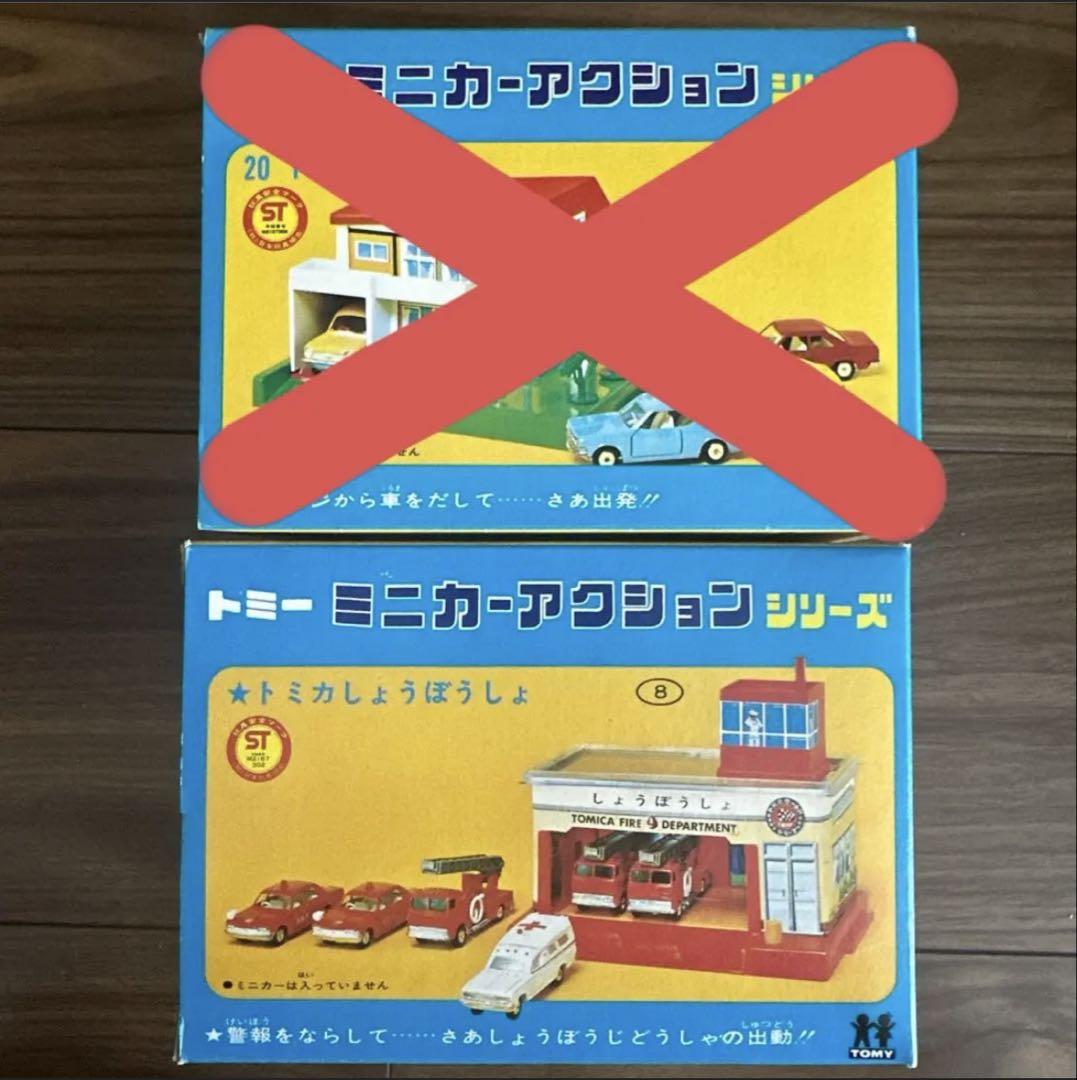 ミニカーアクション
20
ST
せん
から車をだして……さあ出発!!
トミー ミニカーアクション シリーズ
★トミカしょうぼうしょ
8
ST
しょうぼうしょ
TOMICA FIRE DEPARTMENT
●ミニカーは入っていません
★警報をならして……さあしょうぼうじどうしゃの出動!!
TOMY